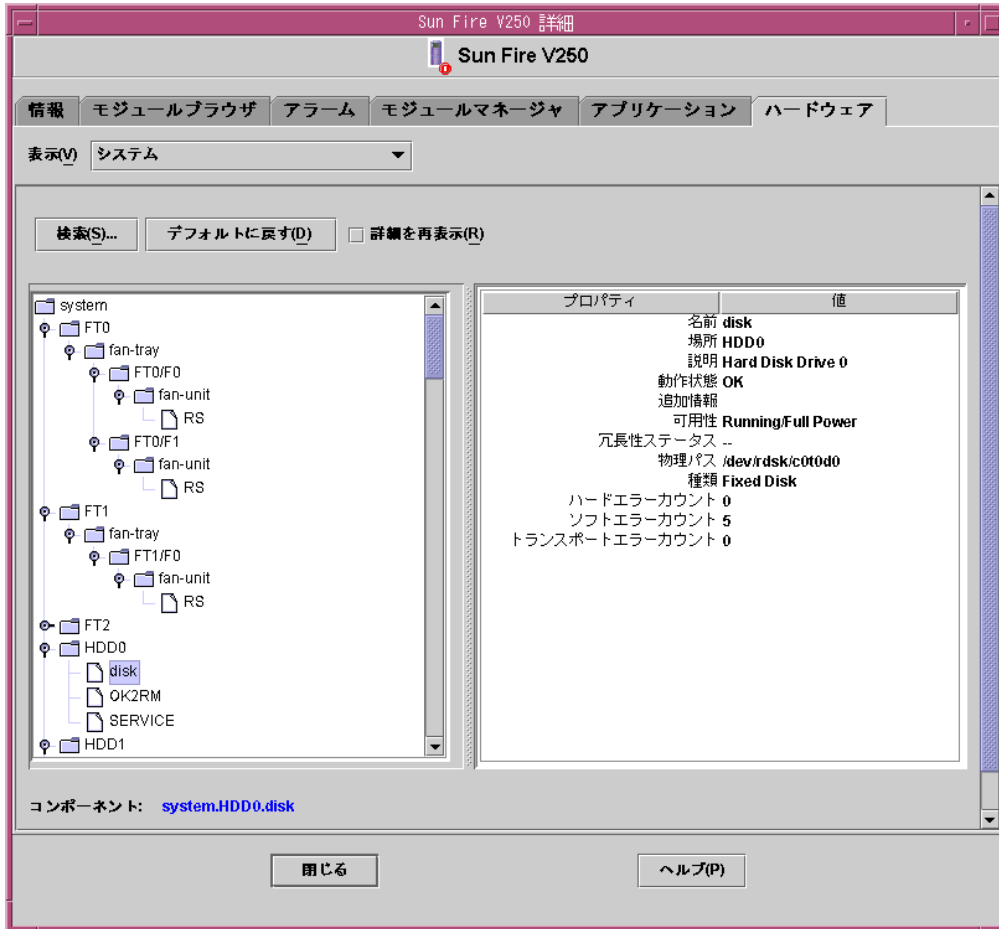 Sun Fire V250 詳細
Sun Fire V250
情報 モジュールブラウザ アラーム モジュールマネージャ アプリケーション ハードウェア
表示(V) システム
検索(S)... デフォルトに戻す(D) 詳細を再表示(R)
system
FT0
fan-tray
FT0/F0
fan-unit
RS
FT0/F1
fan-unit
RS
FT1
fan-tray
FT1/F0
fan-unit
RS
FT2
HDD0
disk
OK2RM
SERVICE
HDD1
プロパティ 値
名前 disk
場所 HDD0
説明 Hard Disk Drive 0
動作状態 OK
追加情報
可用性 Running/Full Power
冗長性ステータス --
物理パス /dev/rdsk/c0t0d0
種類 Fixed Disk
ハードエラーカウント 0
ソフトエラーカウント 5
トランスポートエラーカウント 0
コンポーネント: system.HDD0.disk
閉じる ヘルプ(P)